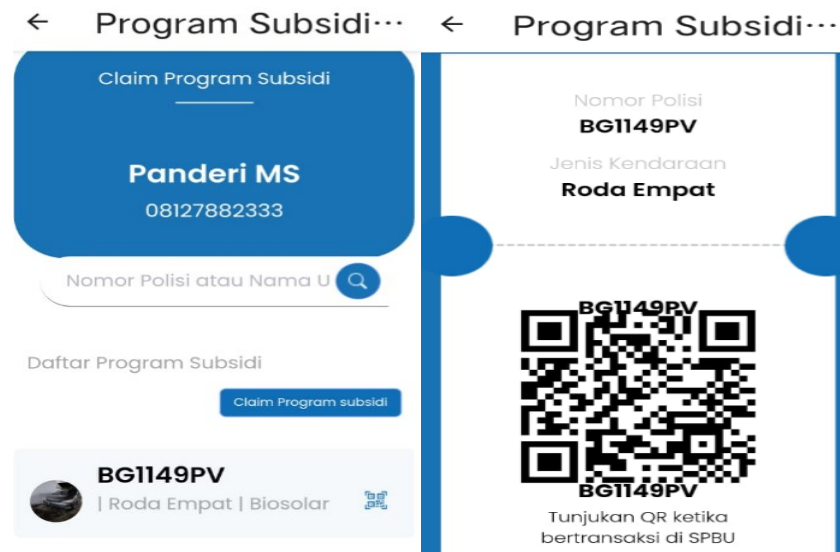 Program Subsidi...
Claim Program Subsidi
Panderi MS
08127882333
Nomor Polisi atau Nama U
Daftar Program Subsidi
Claim Program subsidi
BG1149PV
| Roda Empat | Biosolar
Program Subsidi...
Nomor Polisi
BG1149PV
Jenis Kendaraan
Roda Empat
BG1149PV
BG1149PV
Tunjukan QR ketika
bertransaksi di SPBU